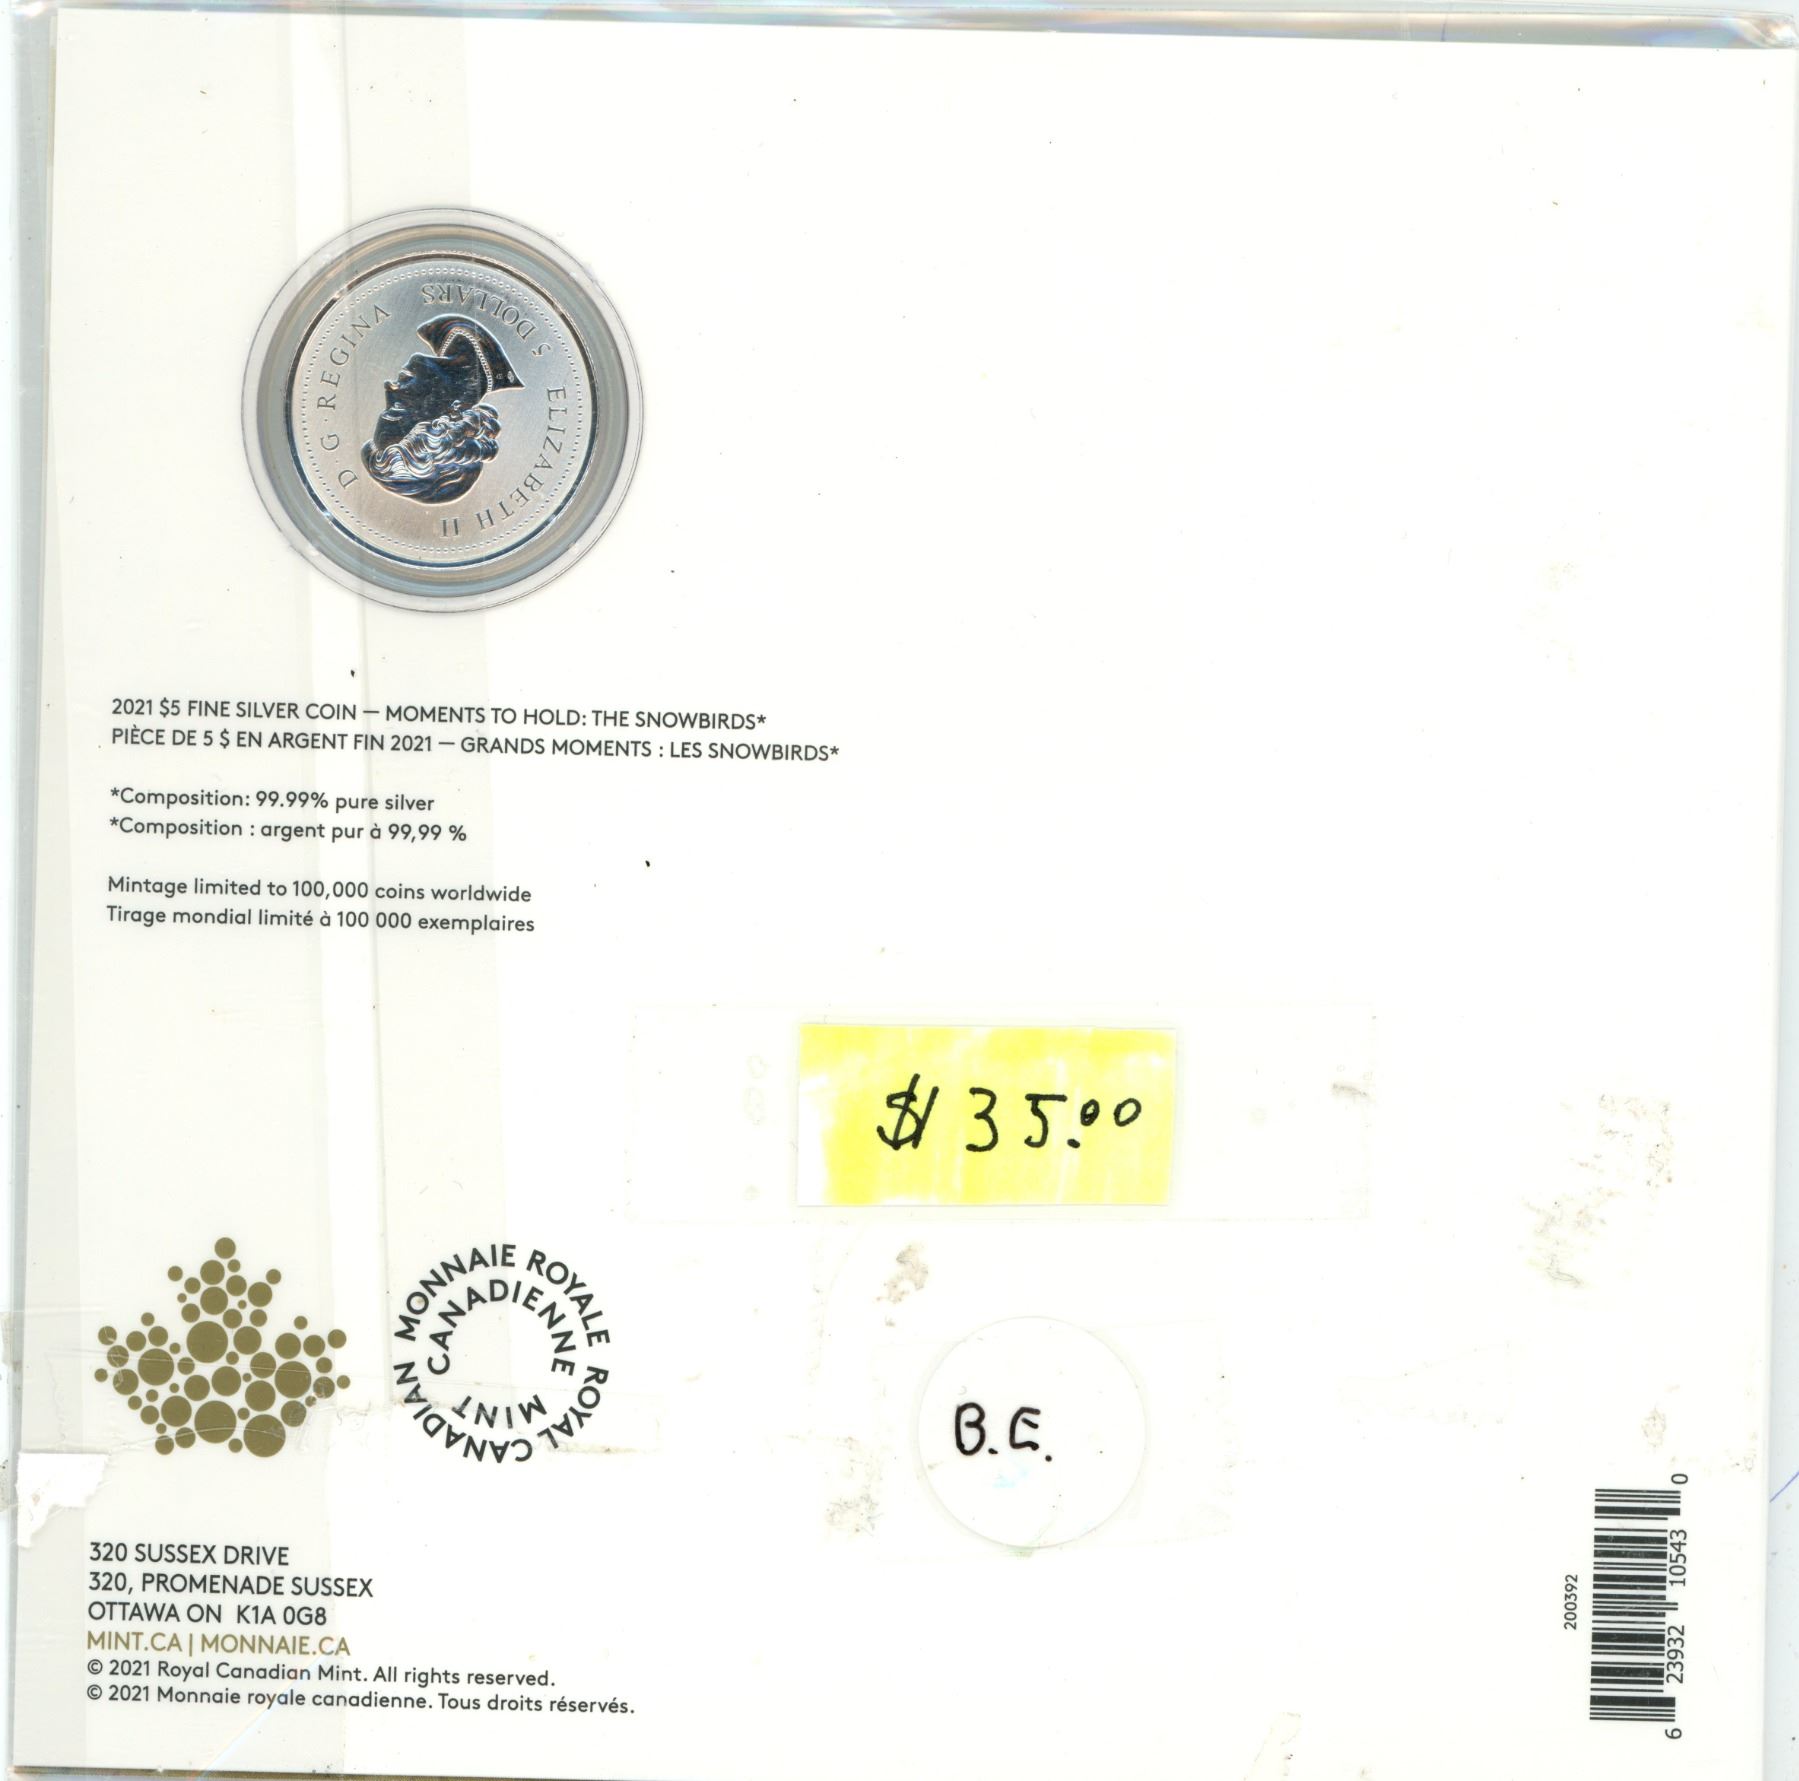 ELIZABETH II D·G·REGINA
5 DOLLARS
2021 $5 FINE SILVER COIN — MOMENTS TO HOLD: THE SNOWBIRDS*
PIÈCE DE 5 $ EN ARGENT FIN 2021 — GRANDS MOMENTS : LES SNOWBIRDS*
*Composition: 99.99% pure silver
*Composition : argent pur à 99,99 %
Mintage limited to 100,000 coins worldwide
Tirage mondial limité à 100 000 exemplaires
$ 35.00
MONNAIE ROYALE CANADIENNE
ROYAL CANADIAN MINT
B.E.
320 SUSSEX DRIVE
320, PROMENADE SUSSEX
OTTAWA ON K1A 0G8
MINT.CA | MONNAIE.CA
© 2021 Royal Canadian Mint. All rights reserved.
© 2021 Monnaie royale canadienne. Tous droits réservés.
200392
6 23932 10543 0